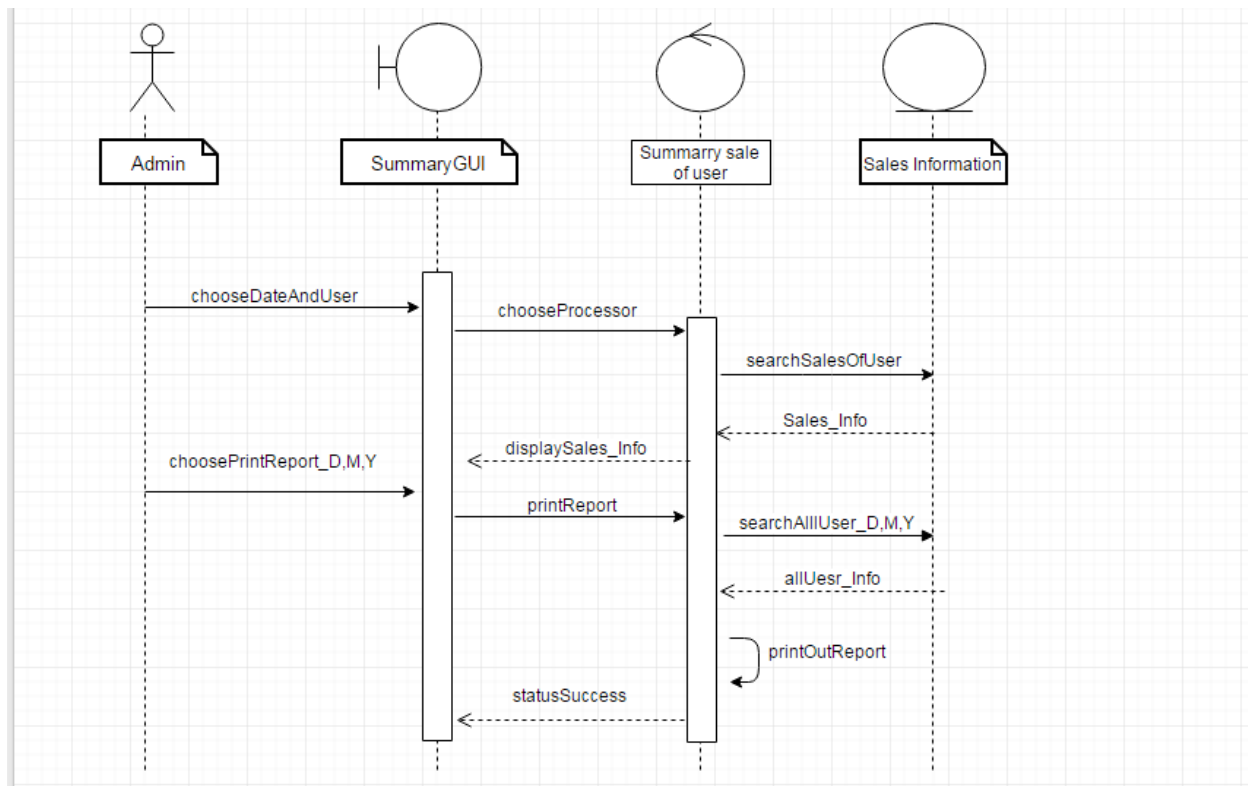 Admin
SummaryGUI
Summarry sale
of user
Sales Information
chooseDateAndUser
chooseProcessor
searchSalesOfUser
Sales_Info
displaySales_Info
choosePrintReport_D,M,Y
printReport
searchAlllUser_D,M,Y
allUesr_Info
printOutReport
statusSuccess